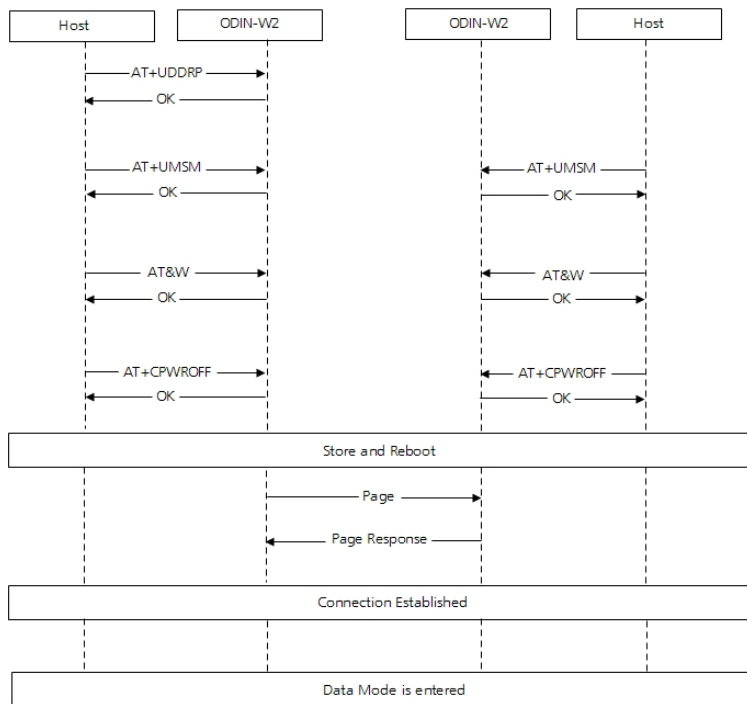 Host
ODIN-W2
ODIN-W2
Host
AT+UDDRP
OK
AT+UMSM
AT+UMSM
OK
OK
AT&W
AT&W
OK
OK
AT+CPWROFF
AT+CPWROFF
OK
OK
Store and Reboot
Page
Page Response
Connection Established
Data Mode is entered